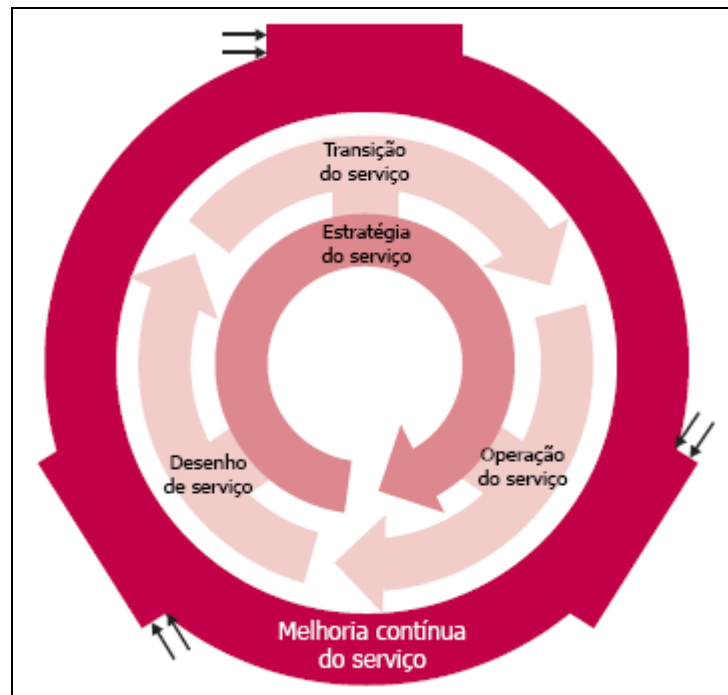 Transição
do serviço
Estratégia
do serviço
Desenho
de serviço
Operação
do serviço
Melhoria contínua
do serviço